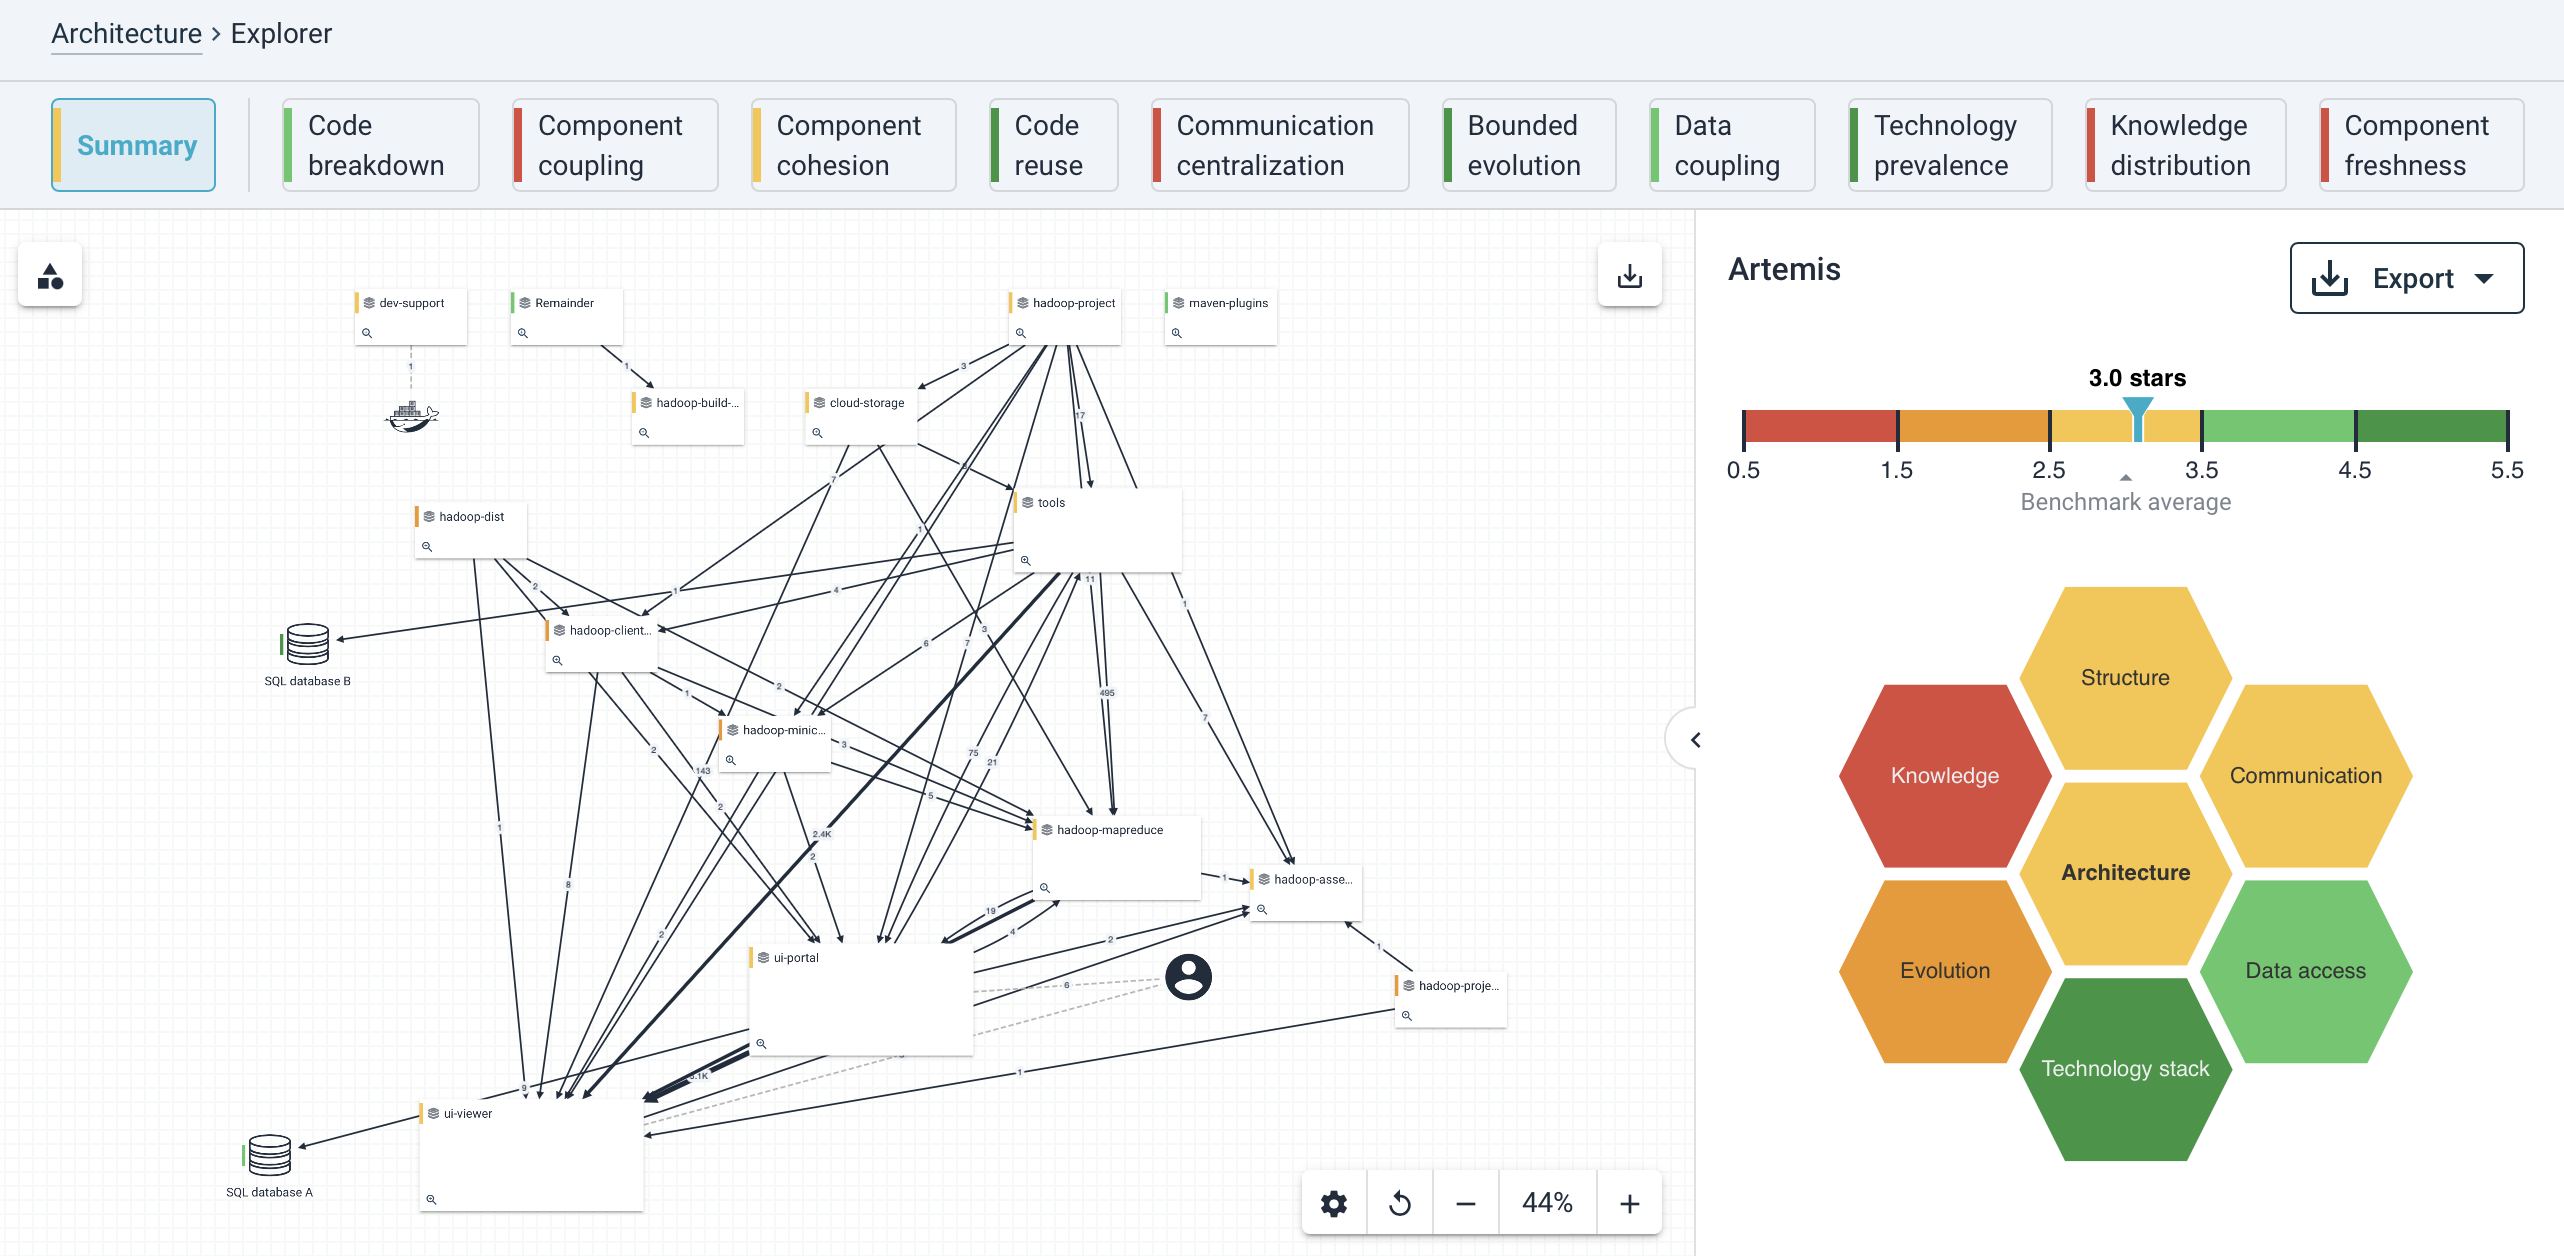 Architecture > Explorer
Summary
Code
breakdown
Component
coupling
Component
cohesion
Code
reuse
Communication
centralization
Bounded
evolution
Data
coupling
Technology
prevalence
Knowledge
distribution
Component
freshness
dev-support
Remainder
hadoop-project
maven-plugins
1
1
3
hadoop-build-...
cloud-storage
17
7
tools
hadoop-dist
1
11
2
1
4
1
hadoop-client...
3
6
7
SQL database B
2
1
495
7
hadoop-minic...
3
2
75
21
143
5
2
1
2.4K
hadoop-mapreduce
2
8
1
hadoop-asse...
19
4
2
2
1
ui-portal
6
hadoop-proje...
1
9
ui-viewer
SQL database A
44%
Artemis
Export
3.0 stars
0.5
1.5
2.5
3.5
4.5
5.5
Benchmark average
Structure
Knowledge
Communication
Architecture
Evolution
Data access
Technology stack